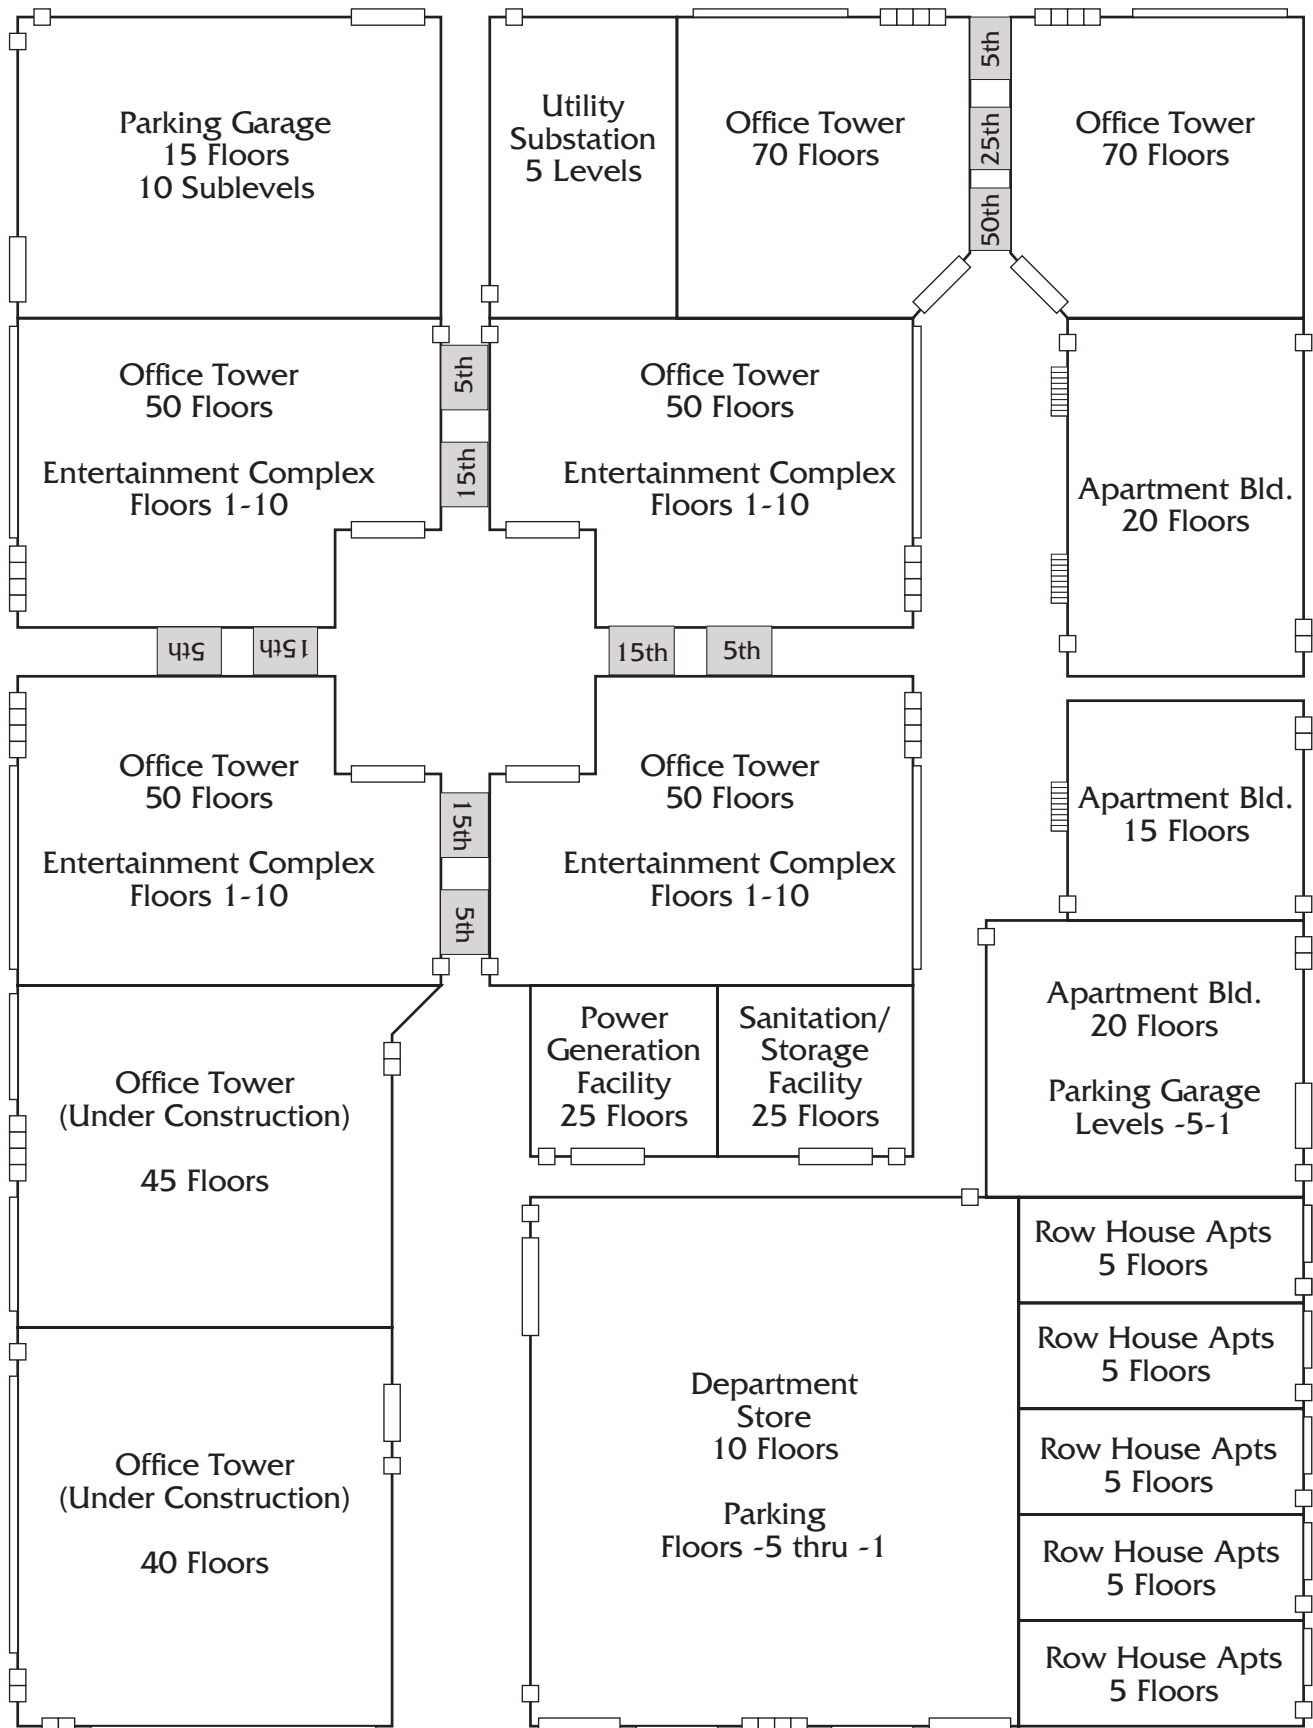 Parking Garage
15 Floors
10 Sublevels
Utility
Substation
5 Levels
Office Tower
70 Floors
5th
25th
50th
Office Tower
70 Floors
Office Tower
50 Floors
Entertainment Complex
Floors 1-10
5th
15th
Office Tower
50 Floors
Entertainment Complex
Floors 1-10
Apartment Bld.
20 Floors
5th
15th
15th
5th
Office Tower
50 Floors
Entertainment Complex
Floors 1-10
15th
5th
Office Tower
50 Floors
Entertainment Complex
Floors 1-10
Apartment Bld.
15 Floors
Office Tower
(Under Construction)
45 Floors
Power
Generation
Facility
25 Floors
Sanitation/
Storage
Facility
25 Floors
Apartment Bld.
20 Floors
Parking Garage
Levels -5-1
Office Tower
(Under Construction)
40 Floors
Department
Store
10 Floors
Parking
Floors -5 thru -1
Row House Apts
5 Floors
Row House Apts
5 Floors
Row House Apts
5 Floors
Row House Apts
5 Floors
Row House Apts
5 Floors